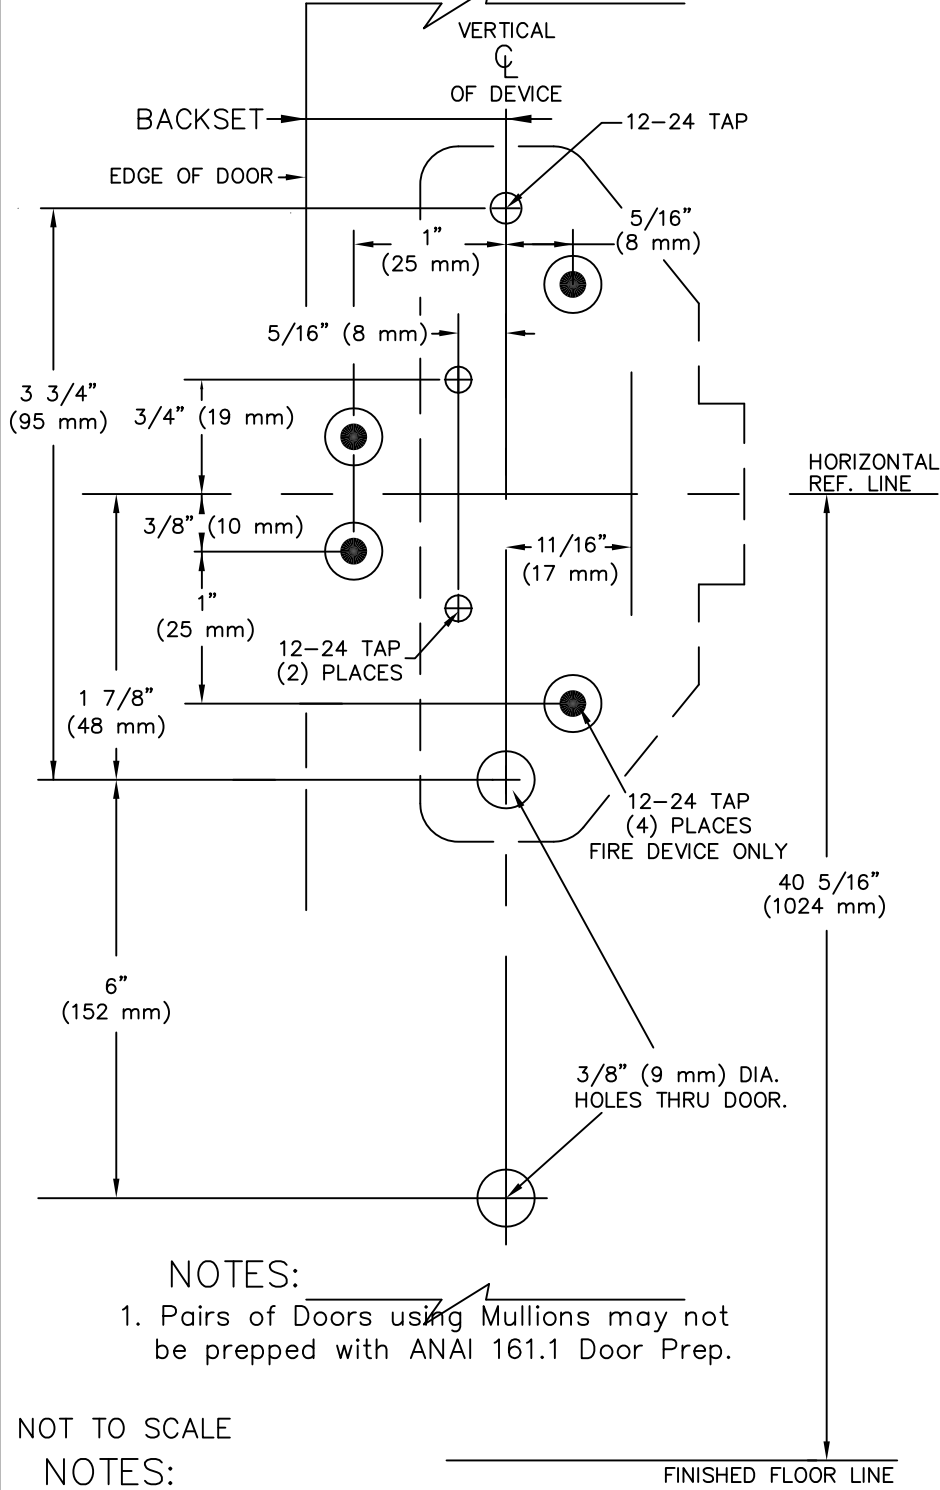 VERTICAL
℄
OF DEVICE
BACKSET
12-24 TAP
EDGE OF DOOR
5/16"
(8 mm)
1"
(25 mm)
5/16" (8 mm)
3 3/4"
(95 mm)
3/4" (19 mm)
HORIZONTAL
REF. LINE
3/8" (10 mm)
11/16"
(17 mm)
1"
(25 mm)
12-24 TAP
(2) PLACES
1 7/8"
(48 mm)
12-24 TAP
(4) PLACES
FIRE DEVICE ONLY
40 5/16"
(1024 mm)
6"
(152 mm)
3/8" (9 mm) DIA.
HOLES THRU DOOR.
NOTES:
1. Pairs of Doors using Mullions may not
be prepped with ANAI 161.1 Door Prep.
NOT TO SCALE
NOTES:
FINISHED FLOOR LINE